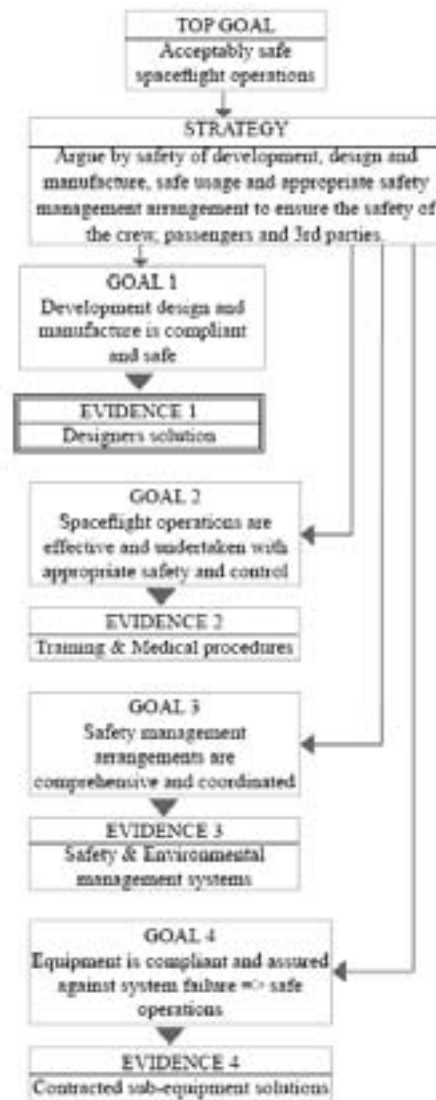 TOP GOAL
Acceptably safe
spaceflight operations
STRATEGY
Argue by safety of development, design and
manufacture, safe usage and appropriate safety
management arrangement to ensure the safety of
the crew, passengers and 3rd parties.
GOAL 1
Development design and
manufacture is compliant
and safe
EVIDENCE 1
Designers solution
GOAL 2
Spaceflight operations are
effective and undertaken with
appropriate safety and control
EVIDENCE 2
Training & Medical procedures
GOAL 3
Safety management
arrangements are
comprehensive and coordinated
EVIDENCE 3
Safety & Environmental
management systems
GOAL 4
Equipment is compliant and assured
against system failure => safe
operations
EVIDENCE 4
Contracted sub-equipment solutions